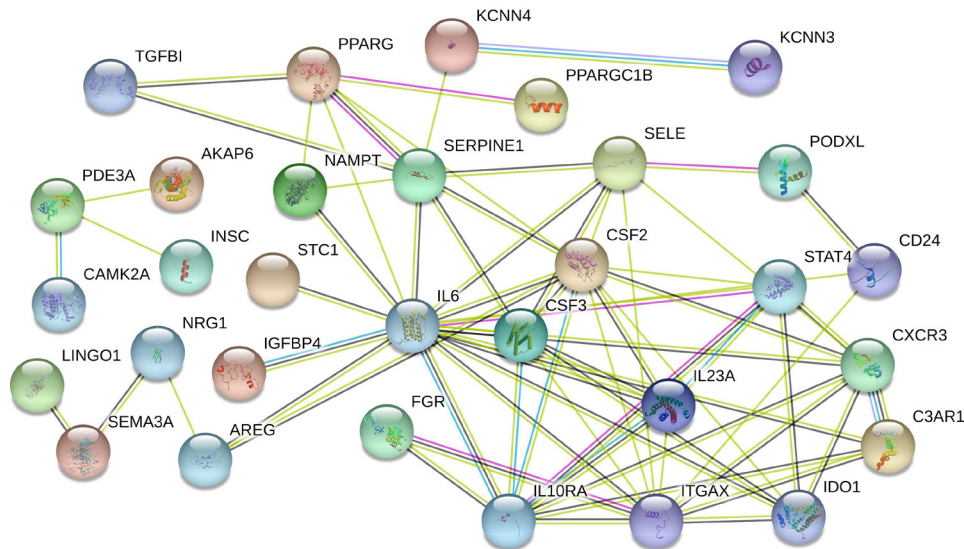 KCNN4
KCNN3
PPARG
TGFBI
PPARGC1B
SELE
PODXL
SERPINE1
NAMPT
AKAP6
PDE3A
CSF2
INSC
STC1
STAT4
CD24
CAMK2A
IL6
CSF3
NRG1
CXCR3
IGFBP4
LINGO1
IL23A
FGR
C3AR1
SEMA3A
AREG
IL10RA
ITGAX
IDO1